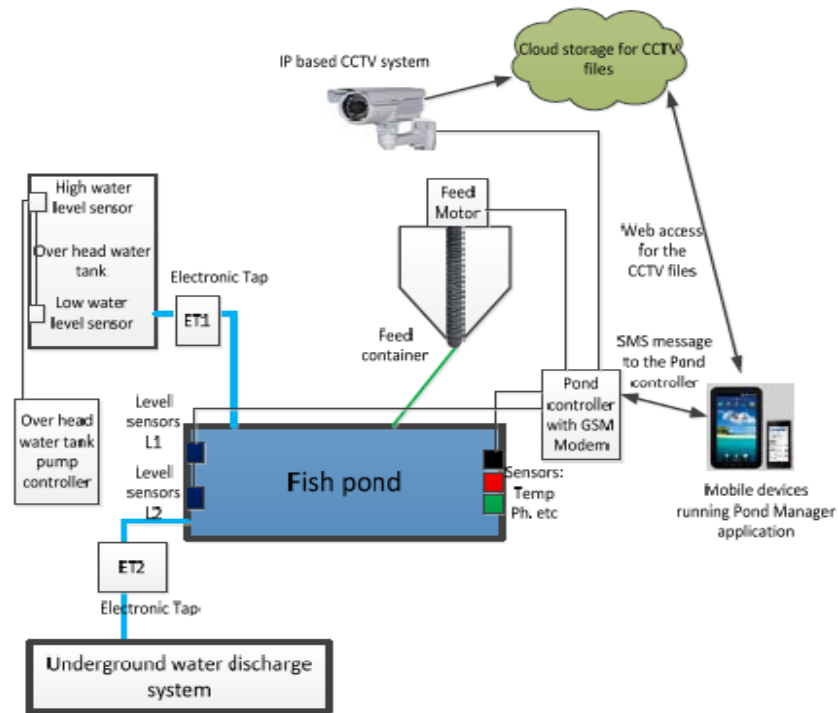 IP based CCTV system
Cloud storage for CCTV
files
High water
level sensor
Over head water
tank
Low water
level sensor
Electronic Tap
ET1
Feed
Motor
Feed
container
Web access
for the
CCTV files
SMS message
to the Pond
controller
Pond
controller
with GSM
Modem
Over head
water tank
pump
controller
Level
sensors
L1
Level
sensors
L2
Fish pond
Sensors:
Temp
Ph. etc
Mobile devices
running Pond Manager
application
ET2
Electronic Tap
Underground water discharge
system